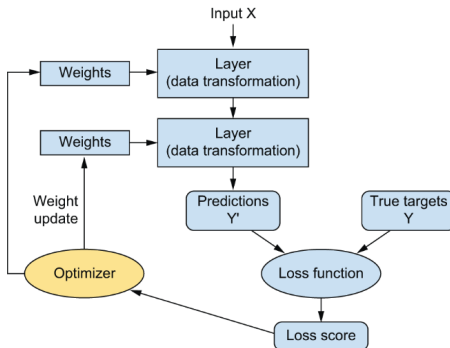 Input X
Weights
Layer
(data transformation)
Weights
Layer
(data transformation)
Weight
update
Predictions
Y'
True targets
Y
Optimizer
Loss function
Loss score